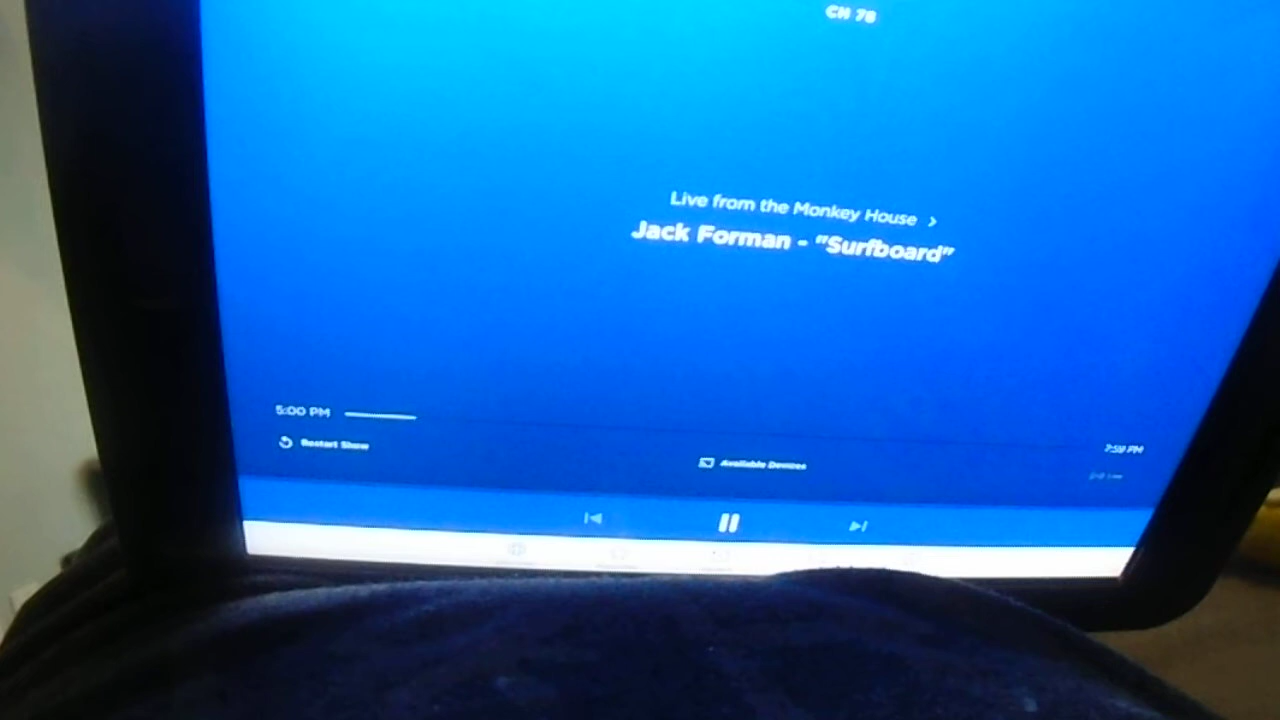 CH 78
Live from the Monkey House >
Jack Forman - "Surfboard"
5:00 PM
7:59 PM
Restart Show
Available Devices